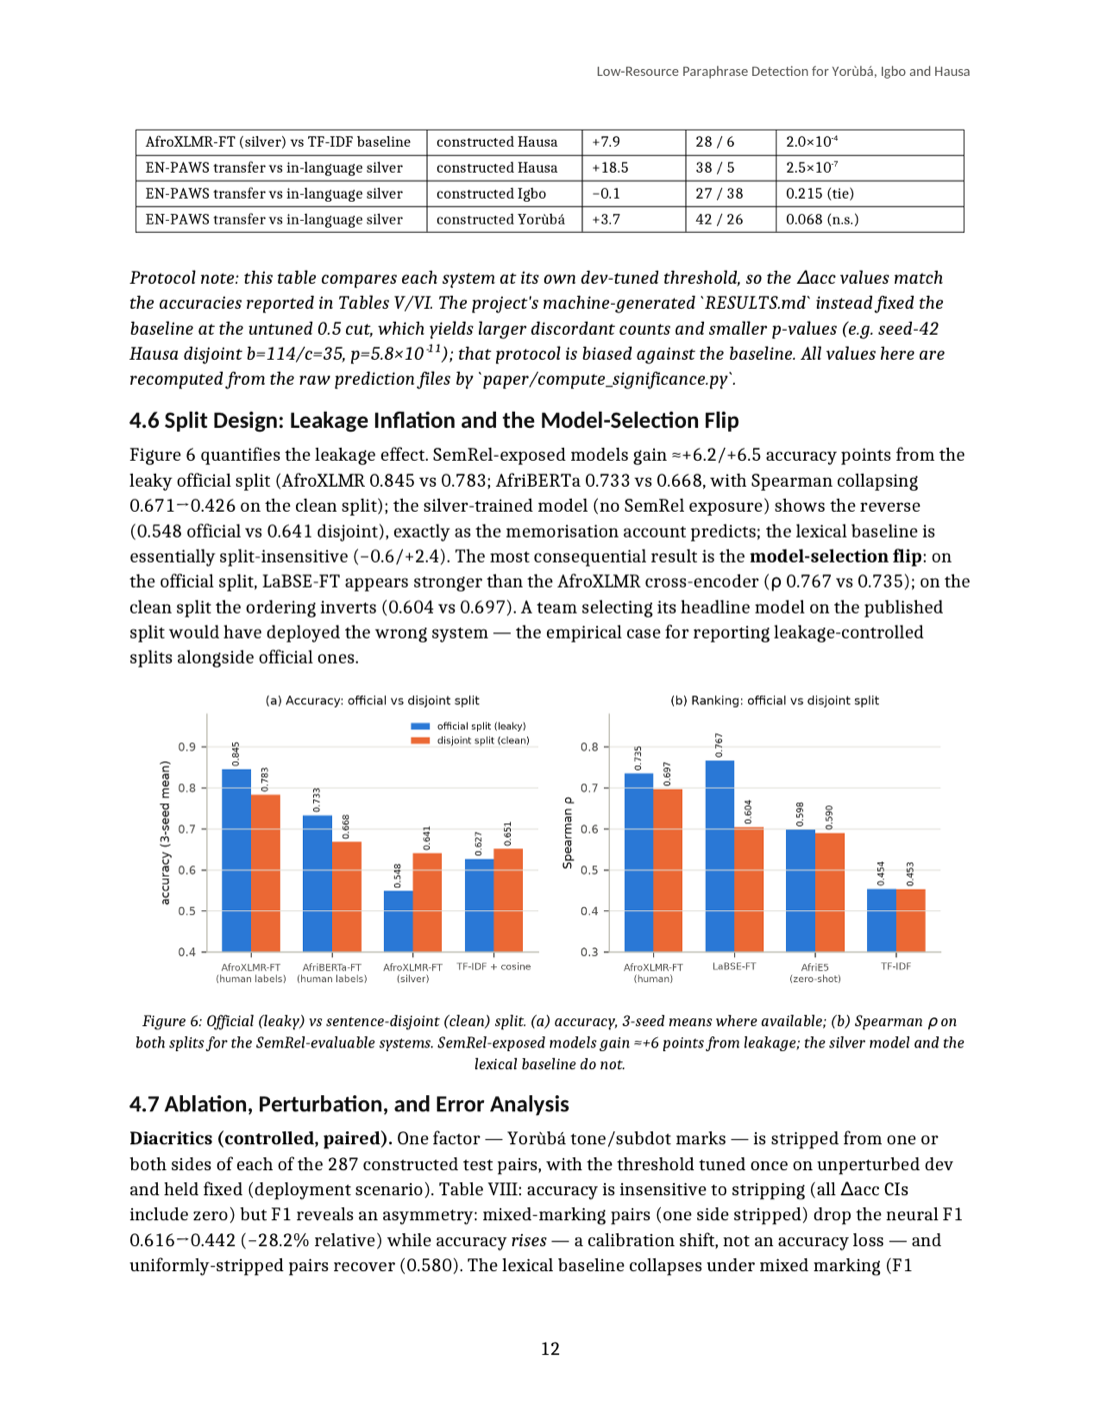 Low-Resource Paraphrase Detection for Yorùbá, Igbo and Hausa
AfroXLMR-FT (silver) vs TF-IDF baseline constructed Hausa +7.9 28 / 6 2.0×10⁻⁴
EN-PAWS transfer vs in-language silver constructed Hausa +18.5 38 / 5 2.5×10⁻⁷
EN-PAWS transfer vs in-language silver constructed Igbo −0.1 27 / 38 0.215 (tie)
EN-PAWS transfer vs in-language silver constructed Yorùbá +3.7 42 / 26 0.068 (n.s.)
Protocol note: this table compares each system at its own dev-tuned threshold, so the Δacc values match
the accuracies reported in Tables V/VI. The project's machine-generated `RESULTS.md` instead fixed the
baseline at the untuned 0.5 cut, which yields larger discordant counts and smaller p-values (e.g. seed-42
Hausa disjoint b=114/c=35, p=5.8×10⁻¹¹); that protocol is biased against the baseline. All values here are
recomputed from the raw prediction files by `paper/compute_significance.py`.
4.6 Split Design: Leakage Inflation and the Model-Selection Flip
Figure 6 quantifies the leakage effect. SemRel-exposed models gain ≈+6.2/+6.5 accuracy points from the
leaky official split (AfroXLMR 0.845 vs 0.783; AfriBERTa 0.733 vs 0.668, with Spearman collapsing
0.671→0.426 on the clean split); the silver-trained model (no SemRel exposure) shows the reverse
(0.548 official vs 0.641 disjoint), exactly as the memorisation account predicts; the lexical baseline is
essentially split-insensitive (−0.6/+2.4). The most consequential result is the model-selection flip: on
the official split, LaBSE-FT appears stronger than the AfroXLMR cross-encoder (ρ 0.767 vs 0.735); on the
clean split the ordering inverts (0.604 vs 0.697). A team selecting its headline model on the published
split would have deployed the wrong system — the empirical case for reporting leakage-controlled
splits alongside official ones.
(a) Accuracy: official vs disjoint split
official split (leaky)
disjoint split (clean)
accuracy (3-seed mean)
0.9
0.8
0.7
0.6
0.5
0.4
0.845
0.783
0.733
0.668
0.548
0.641
0.627
0.651
AfroXLMR-FT AfriBERTa-FT AfroXLMR-FT TF-IDF + cosine
(human labels) (human labels) (silver)
(b) Ranking: official vs disjoint split
Spearman ρ
0.8
0.7
0.6
0.5
0.4
0.3
0.735
0.697
0.767
0.604
0.598
0.590
0.454
0.453
AfroXLMR-FT LaBSE-FT AfriE5 TF-IDF
(human) (zero-shot)
Figure 6: Official (leaky) vs sentence-disjoint (clean) split. (a) accuracy, 3-seed means where available; (b) Spearman ρ on
both splits for the SemRel-evaluable systems. SemRel-exposed models gain ≈+6 points from leakage; the silver model and the
lexical baseline do not.
4.7 Ablation, Perturbation, and Error Analysis
Diacritics (controlled, paired). One factor — Yorùbá tone/subdot marks — is stripped from one or
both sides of each of the 287 constructed test pairs, with the threshold tuned once on unperturbed dev
and held fixed (deployment scenario). Table VIII: accuracy is insensitive to stripping (all Δacc CIs
include zero) but F1 reveals an asymmetry: mixed-marking pairs (one side stripped) drop the neural F1
0.616→0.442 (−28.2% relative) while accuracy rises — a calibration shift, not an accuracy loss — and
uniformly-stripped pairs recover (0.580). The lexical baseline collapses under mixed marking (F1
12